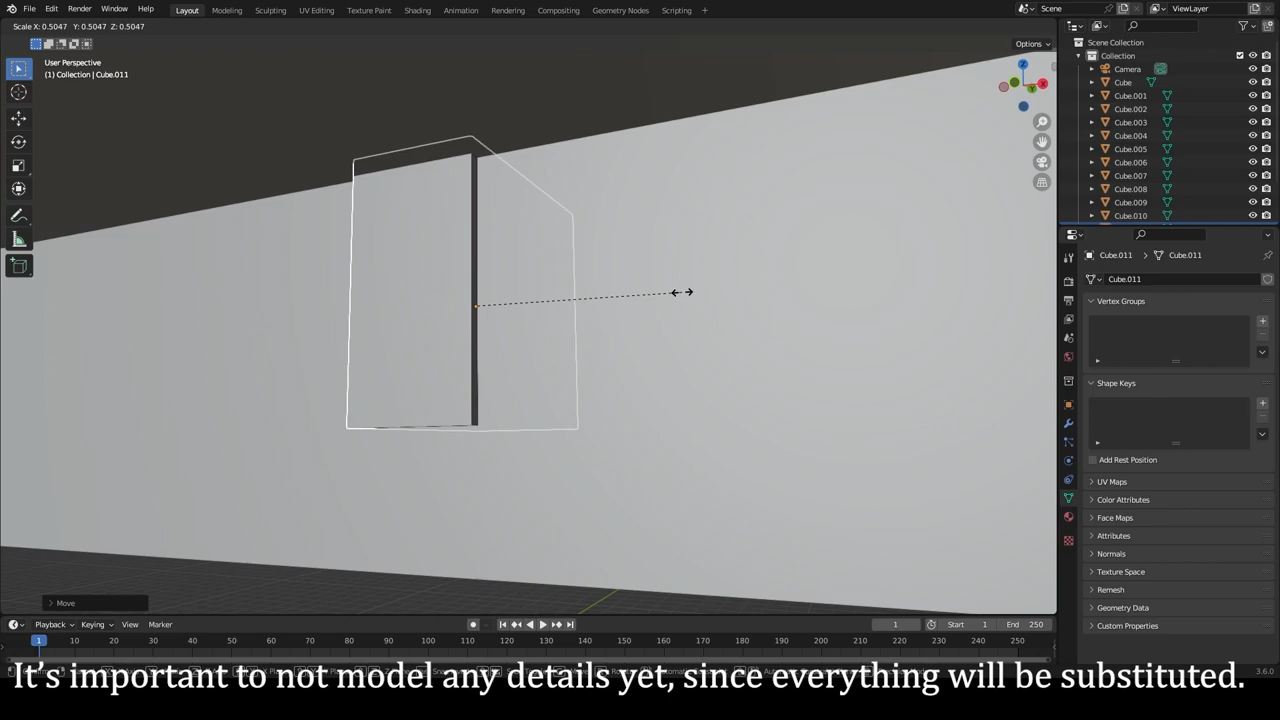 File Edit Render Window Help Layout Modeling Sculpting UV Editing Texture Paint Shading Rendering Animation Rendering Compositing Geometry Nodes Scripting + Scene ViewLayer
Scale X: 0.5047 Y: 0.5047 Z: 0.5047
Options
User Perspective
(1) Collection | Cube.011
Z
X
Y
Scene Collection
Collection
Camera
Cube
Cube.001
Cube.002
Cube.003
Cube.004
Cube.005
Cube.006
Cube.007
Cube.008
Cube.009
Cube.010
Cube.011 Cube.011
Cube.011
Vertex Groups
Shape Keys
Add Rest Position
UV Maps
Color Attributes
Face Maps
Attributes
Normals
Texture Space
Remesh
Geometry Data
Custom Properties
Move
Playback Keying View Marker 1 Start 1 End 250
1 10 20 30 40 50 60 70 80 90 100 110 120 130 140 150 160 170 180 190 200 210 220 230 240 250
3.6.0
It's important to not model any details yet, since everything will be substituted.